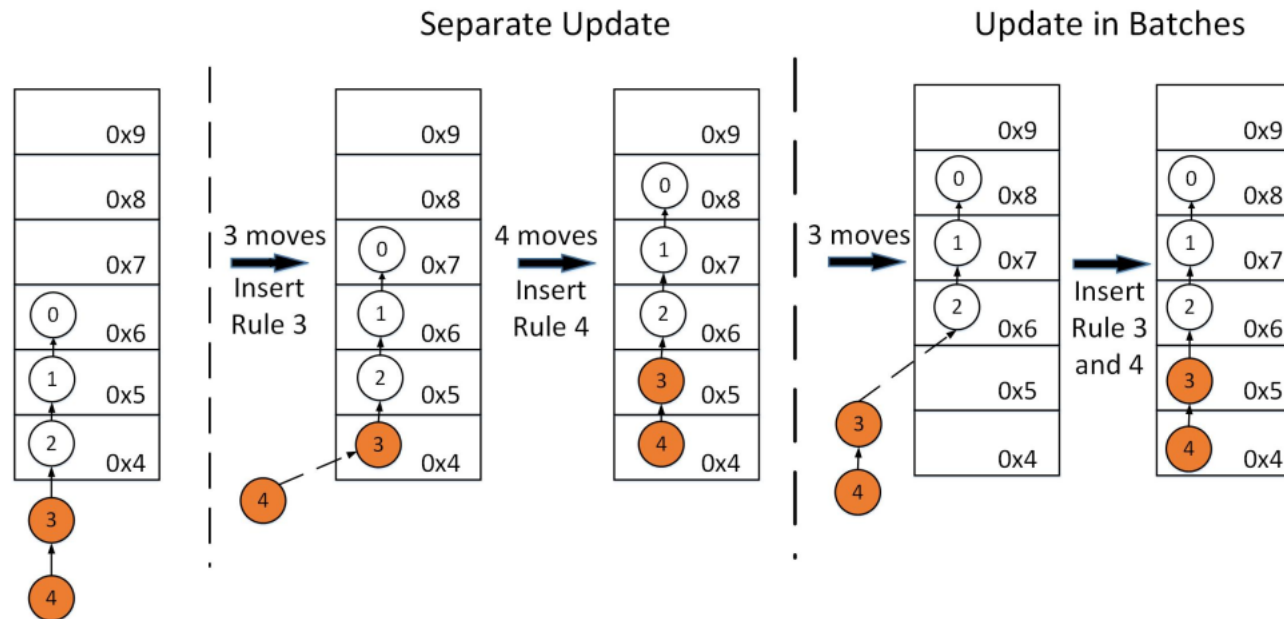 Separate Update
Update in Batches
0x9
0x8
0x7
0 0x6
1 0x5
2 0x4
3
4
3 moves
Insert
Rule 3
0x9
0x8
0 0x7
1 0x6
2 0x5
3 0x4
4
4 moves
Insert
Rule 4
0x9
0 0x8
1 0x7
2 0x6
3 0x5
4 0x4
3 moves
0x9
0 0x8
1 0x7
2 0x6
0x5
0x4
3
4
Insert
Rule 3
and 4
0x9
0 0x8
1 0x7
2 0x6
3 0x5
4 0x4